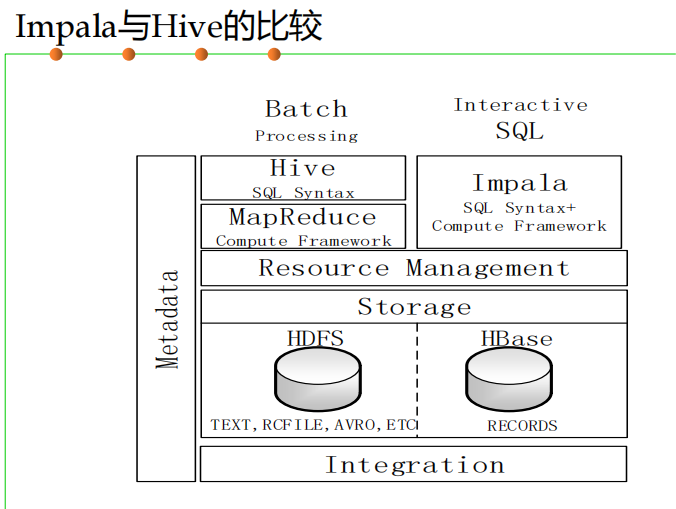 Impala与Hive的比较
Batch
Processing
Interactive
SQL
Hive
SQL Syntax
MapReduce
Compute Framework
Impala
SQL Syntax+
Compute Framework
Metadata
Resource Management
Storage
HDFS
HBase
TEXT,RCFILE,AVRO,ETC
RECORDS
Integration